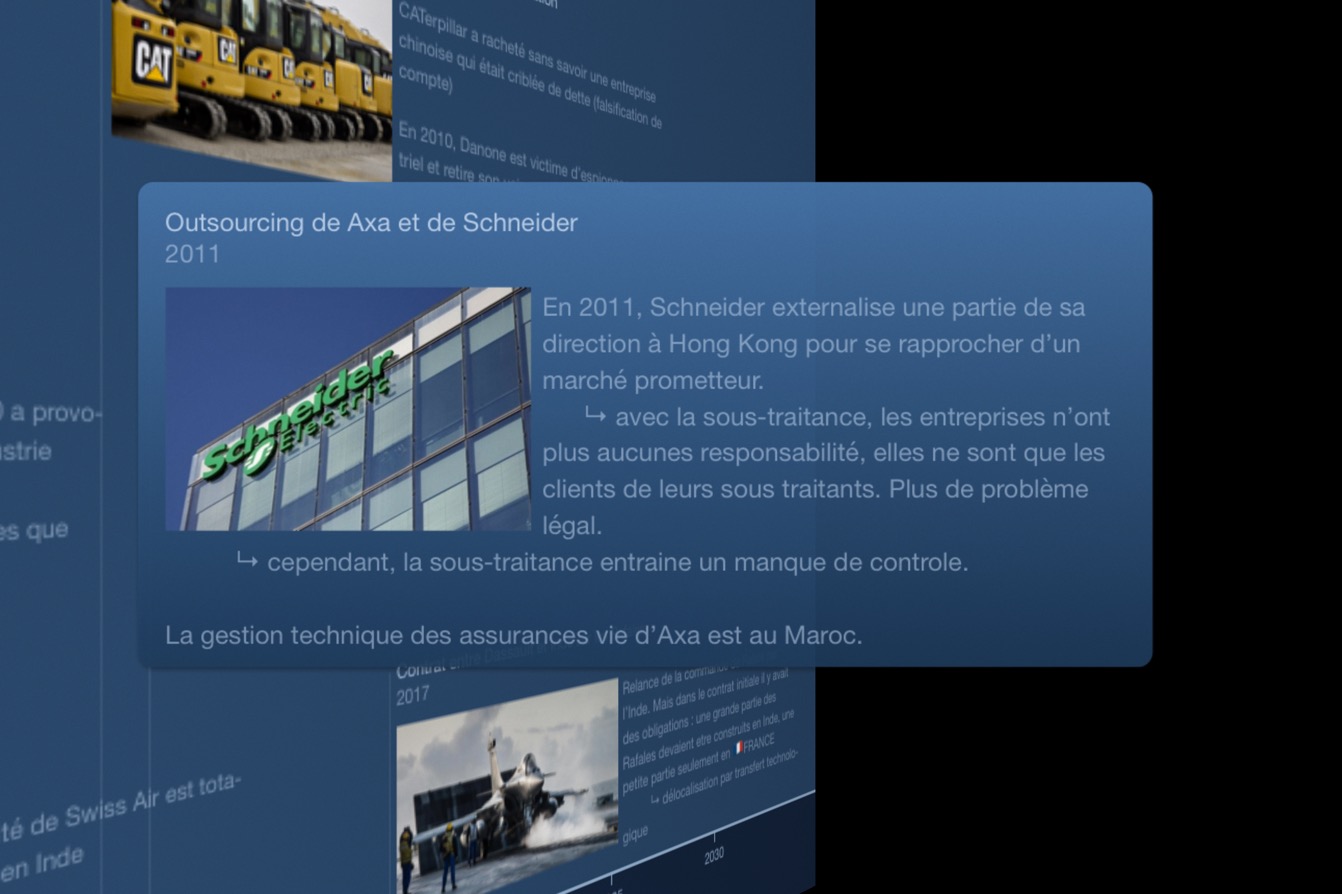 CAT
CAT
CATerpillar a racheté sans savoir une entreprise
chinoise qui était criblée de dette (falsification de
compte)
En 2010, Danone est victime d'espionn
triel et retire son
Outsourcing de Axa et de Schneider
2011
Schneider
Electric
En 2011, Schneider externalise une partie de sa
direction à Hong Kong pour se rapprocher d’un
marché prometteur.
↳ avec la sous-traitance, les entreprises n’ont
plus aucunes responsabilité, elles ne sont que les
clients de leurs sous traitants. Plus de problème
légal.
↳ cependant, la sous-traitance entraine un manque de controle.
La gestion technique des assurances vie d’Axa est au Maroc.
) a provo-
ustrie
es que
té de Swiss Air est tota-
en Inde
Contrat entre
2017
Relance de la commande
l'Inde. Mais dans le contrat initiale il y avait
des obligations : une grande partie des
Rafales devaient etre construits en Inde, une
petite partie seulement en 🇫🇷FRANCE
↳ délocalisation par transfert technolo-
gique
2030